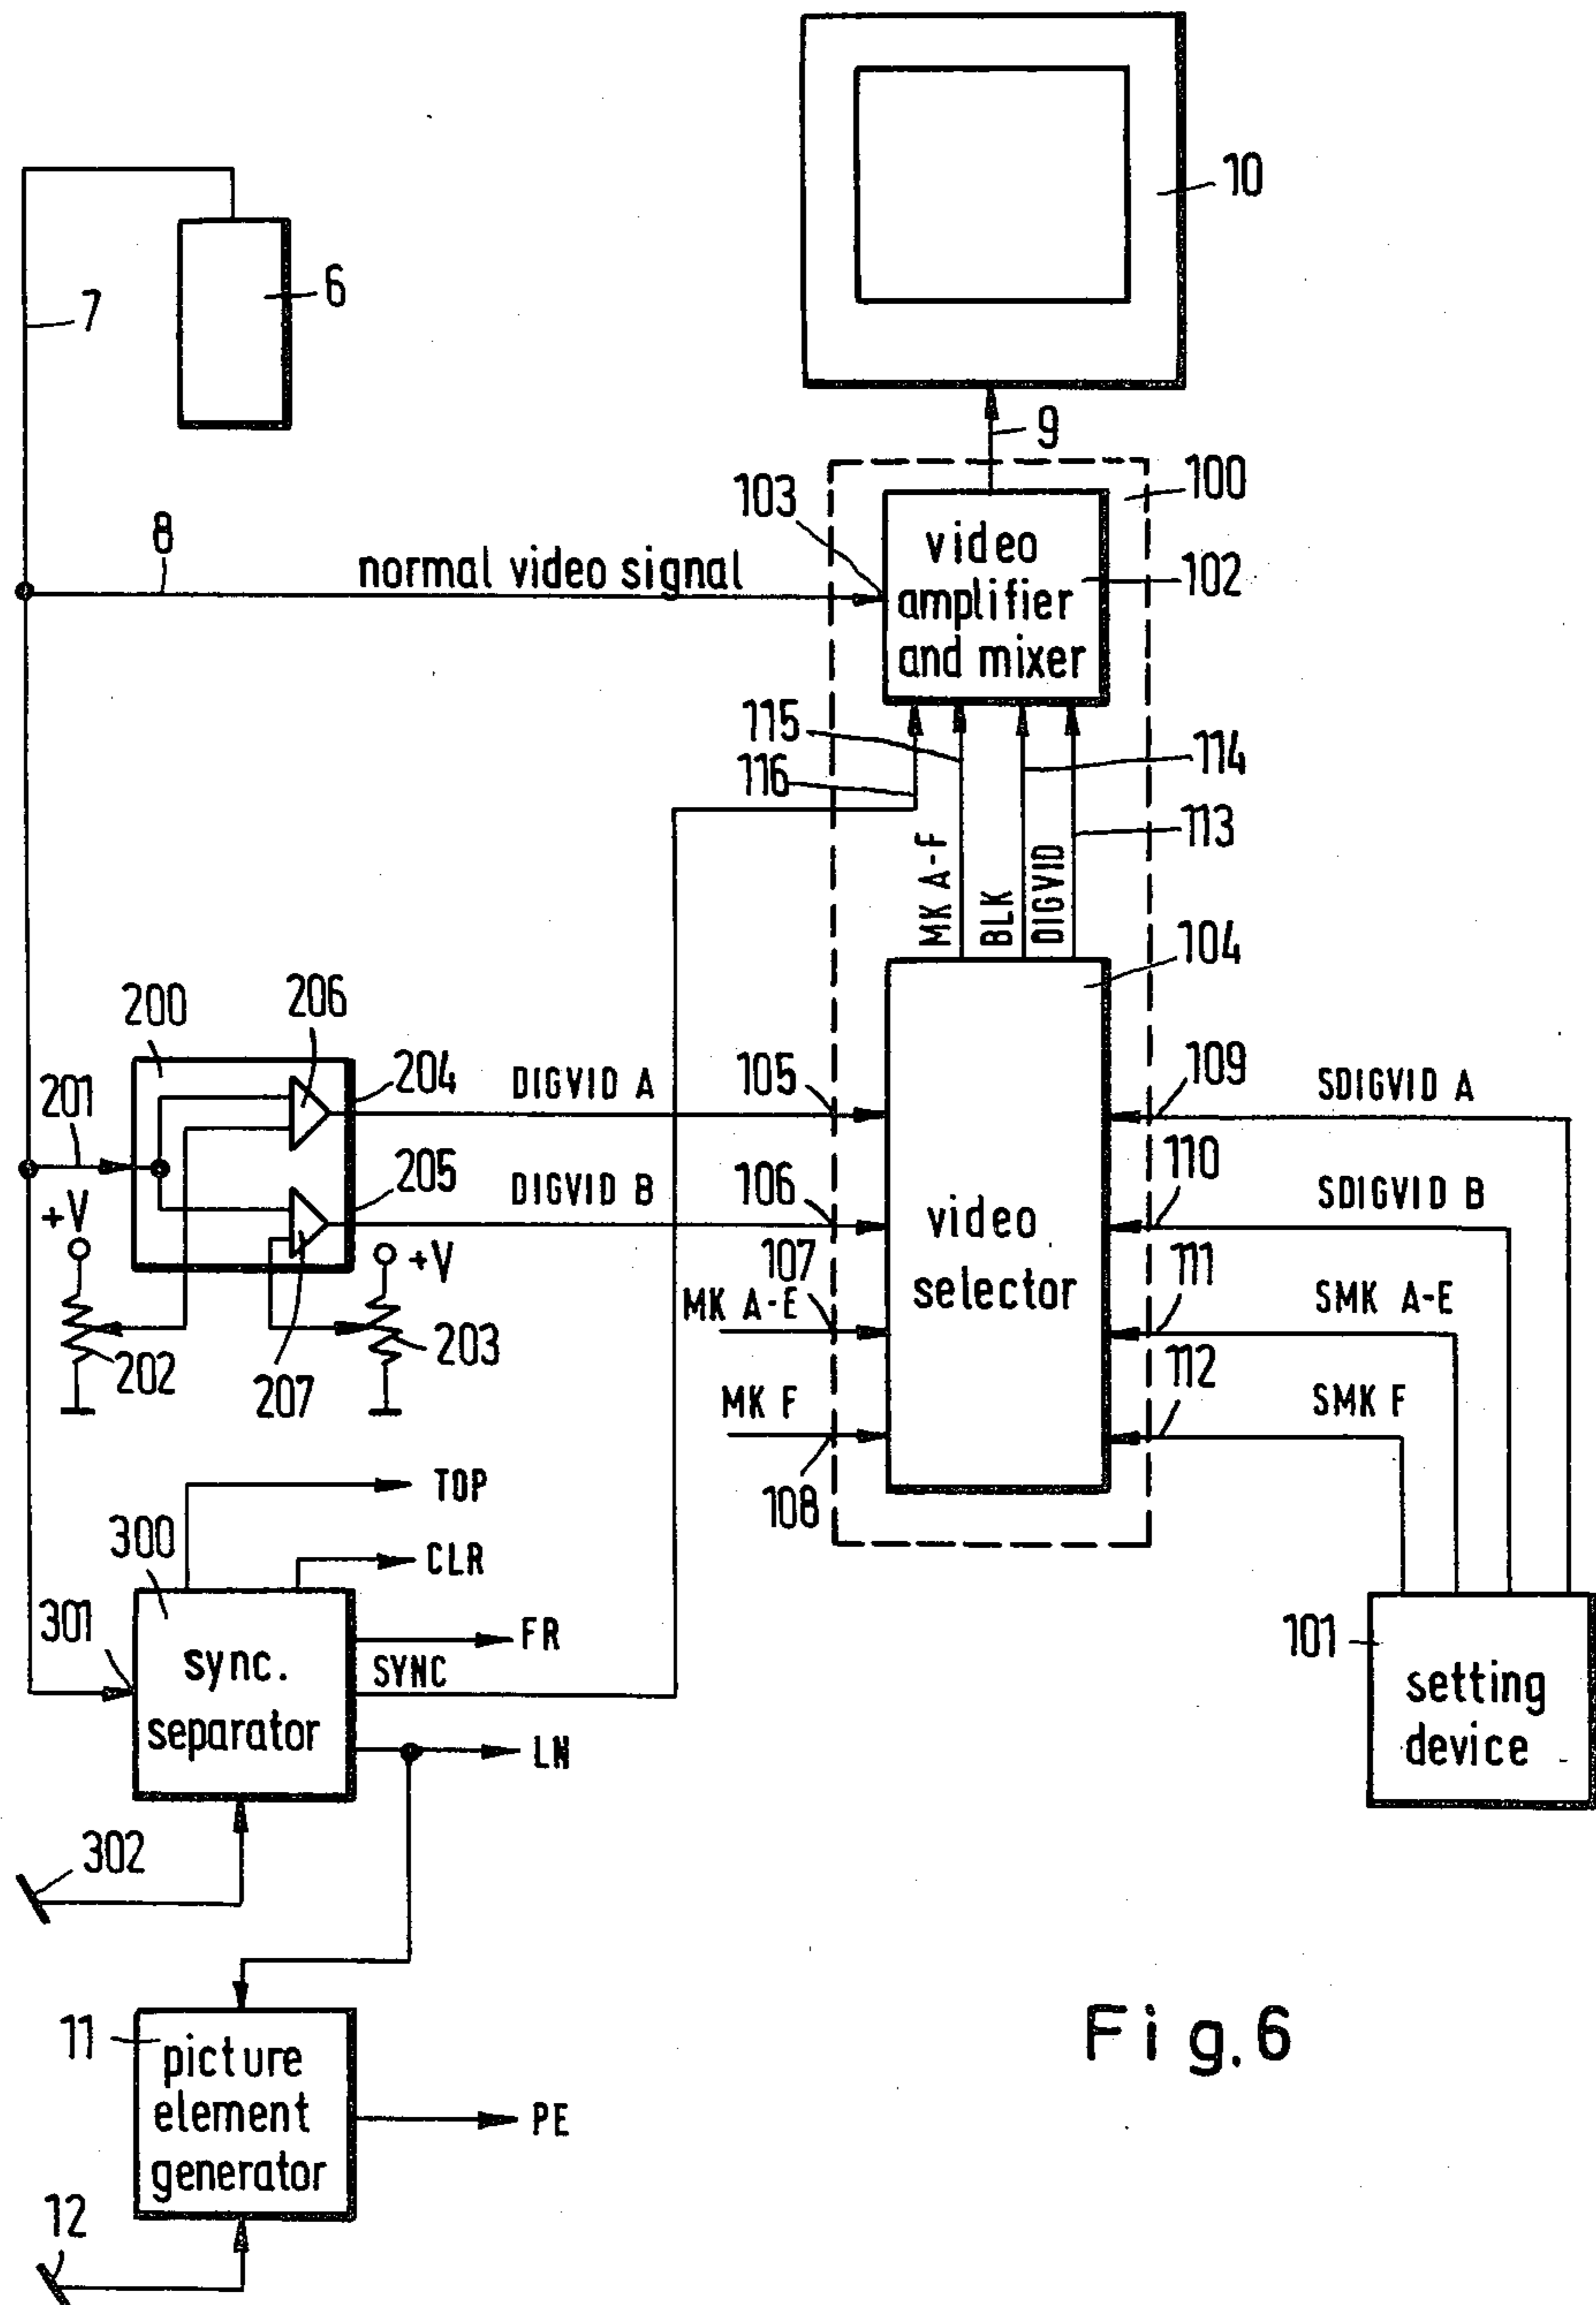 10
6
7
9
100
103
8
normal video signal
video
amplifier
and mixer
102
115
116
114
113
MK A-F
BLK
DIGVID
104
200
206
204
201
DIGVID A
105
109
SDIGVID A
205
DIGVID B
106
110
SDIGVID B
+V
+V
video
selector
107
MK A-E
111
SMK A-E
202
203
207
112
MK F
SMK F
108
TOP
300
CLR
301
FR
SYNC
sync.
separator
LN
101
setting
device
302
11
picture
element
generator
PE
12
Fig.6